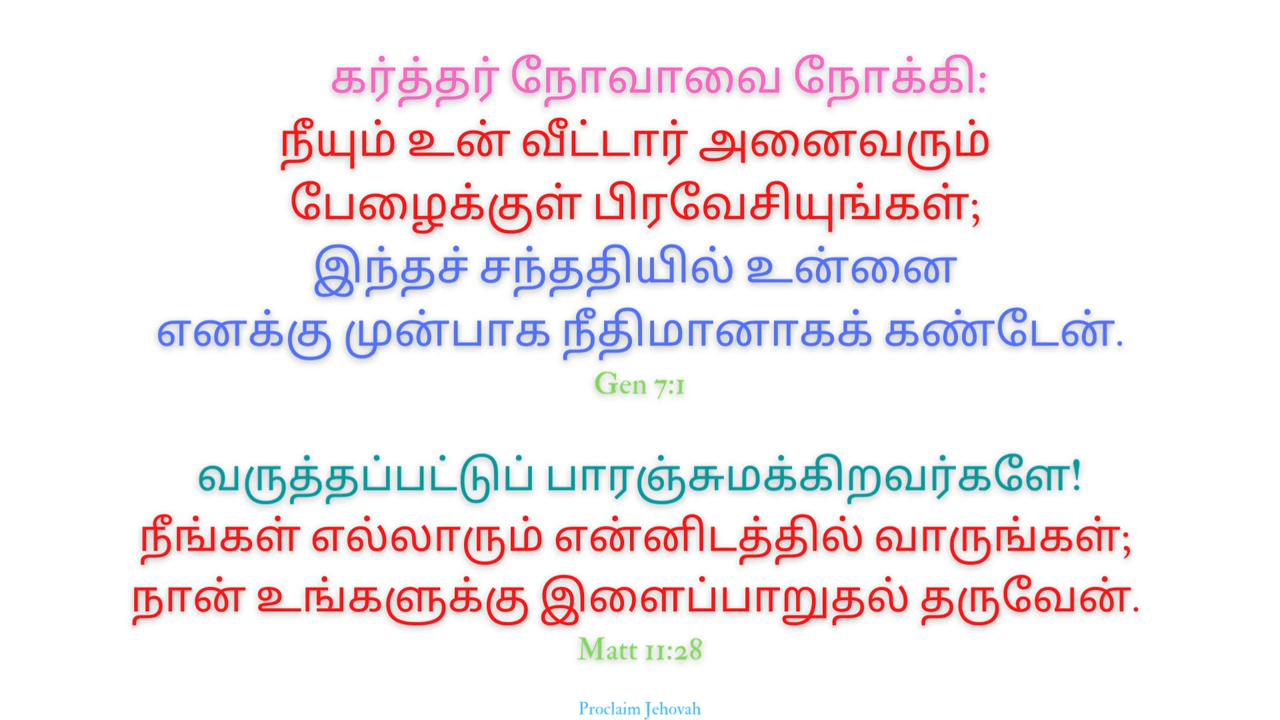 கர்த்தர் நோவாவை நோக்கி:
நீயும் உன் வீட்டார் அனைவரும்
பேழைக்குள் பிரவேசியுங்கள்;
இந்தச் சந்ததியில் உன்னை
எனக்கு முன்பாக நீதிமானாகக் கண்டேன்.
Gen 7:1
வருத்தப்பட்டுப் பாரஞ்சுமக்கிறவர்களே!
நீங்கள் எல்லாரும் என்னிடத்தில் வாருங்கள்;
நான் உங்களுக்கு இளைப்பாறுதல் தருவேன்.
Matt 11:28
Proclaim Jehovah